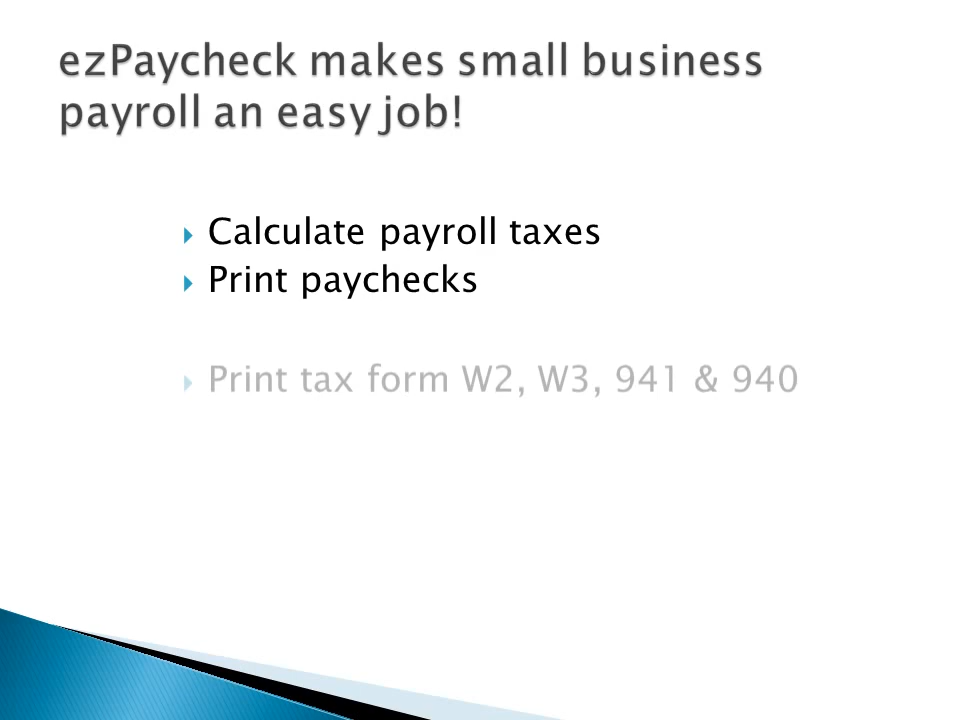 ezPaycheck makes small business
payroll an easy job!
Calculate payroll taxes
Print paychecks
Print tax form W2, W3, 941 & 940